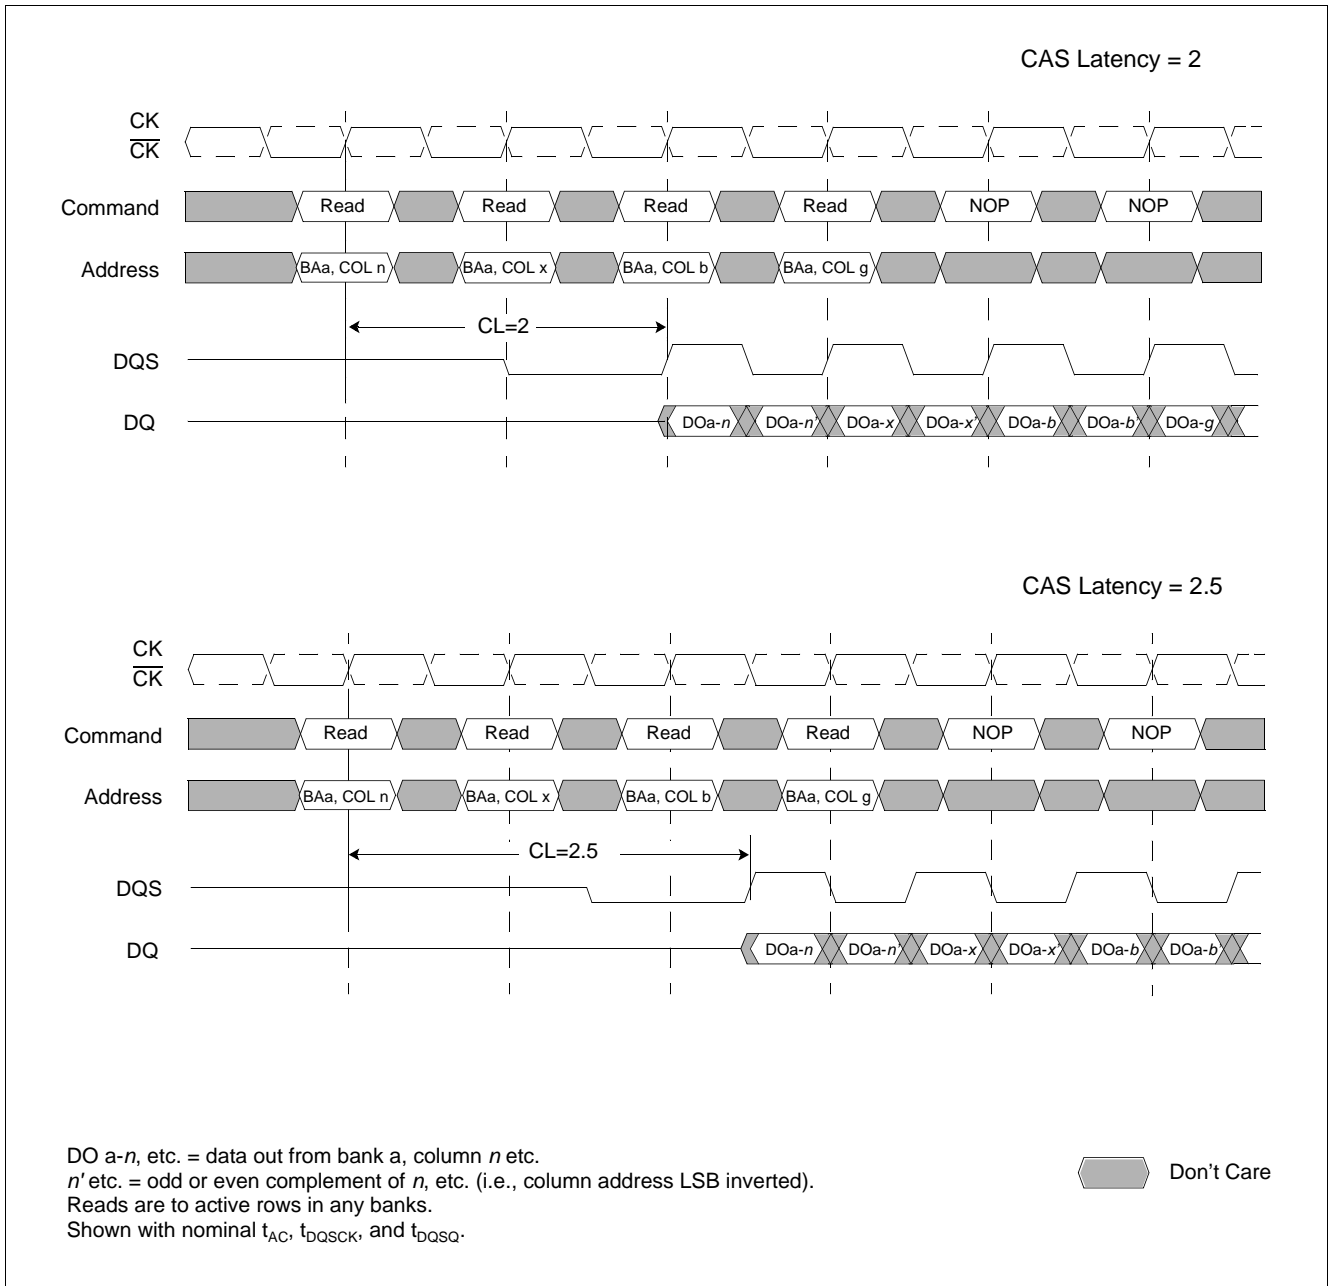 CAS Latency = 2
CK
CK
Command Read Read Read Read NOP NOP
Address BAa, COL n BAa, COL x BAa, COL b BAa, COL g
CL=2
DQS
DQ DOa-n DOa-n' DOa-x DOa-x' DOa-b DOa-b' DOa-g
CAS Latency = 2.5
CK
CK
Command Read Read Read Read NOP NOP
Address BAa, COL n BAa, COL x BAa, COL b BAa, COL g
CL=2.5
DQS
DQ DOa-n DOa-n' DOa-x DOa-x' DOa-b DOa-b'
DO a-n, etc. = data out from bank a, column n etc.
n' etc. = odd or even complement of n, etc. (i.e., column address LSB inverted).
Reads are to active rows in any banks.
Shown with nominal tAC, tDQSCK, and tDQSQ.
Don't Care